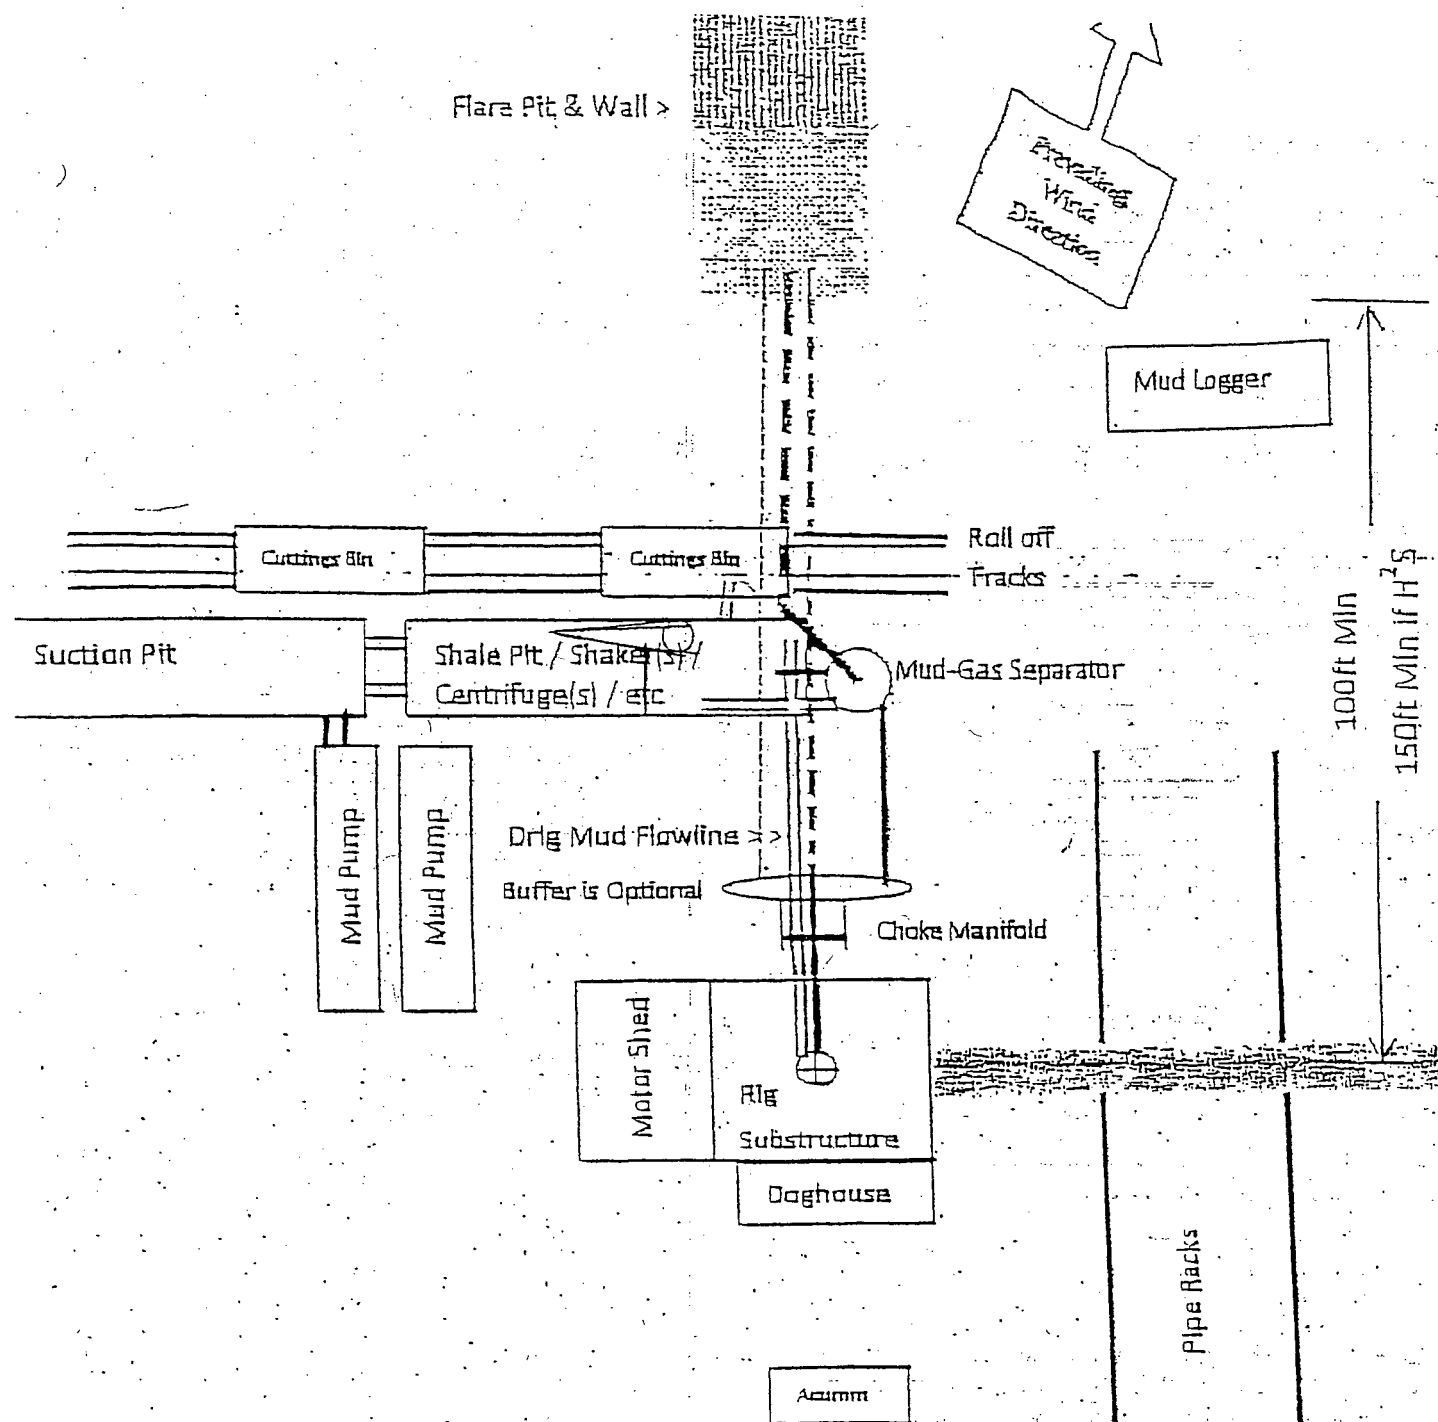 Flare Pit & Wall >
Prevailing
Wind
Direction
Mud Logger
Cuttings Bin
Cuttings Bin
Roll off
Tracks
100ft Min
150ft Min if H2S
Suction Pit
Shale Pit / Shaker(s) /
Centrifuge(s) / etc
Mud-Gas Separator
Mud Pump
Mud Pump
Drlg Mud Flowline >>
Buffer is Optional
Choke Manifold
Motor Shed
Rig
Substructure
Doghouse
Pipe Racks
Acumm